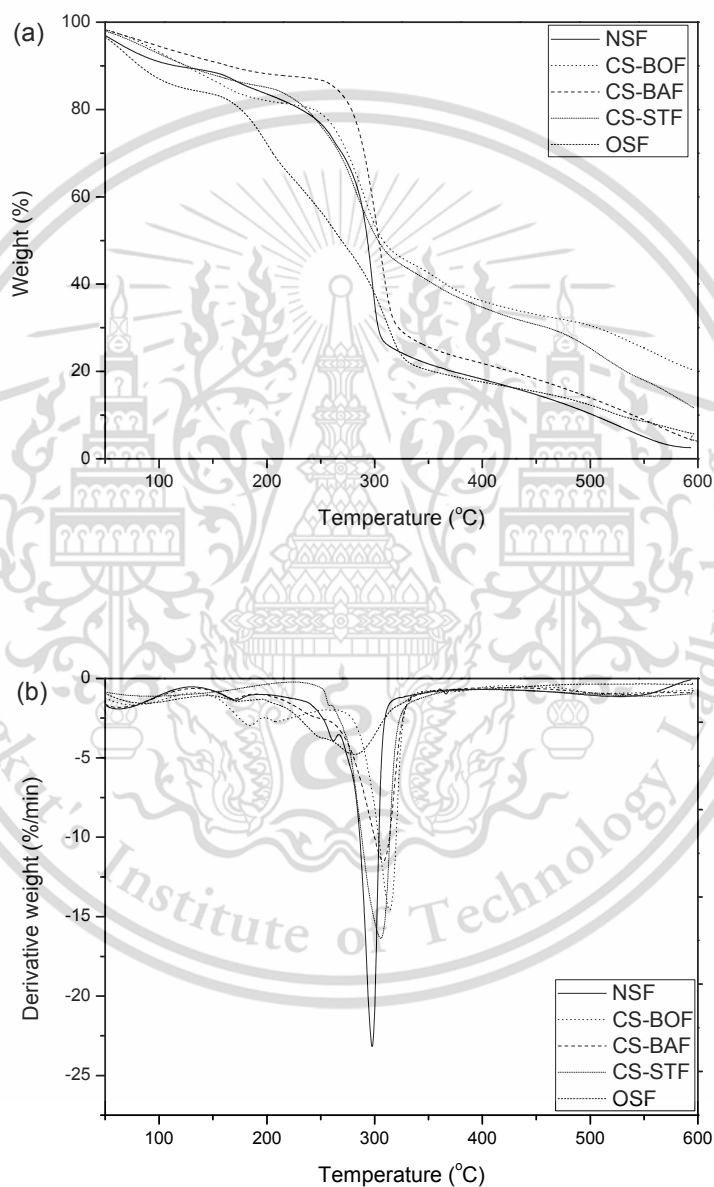 (a)
NSF
CS-BOF
CS-BAF
CS-STF
OSF
100
80
60
40
20
0
Weight (%)
100 200 300 400 500 600
Temperature (°C)
(b)
0
-5
-10
-15
-20
-25
Derivative weight (%/min)
NSF
CS-BOF
CS-BAF
CS-STF
OSF
100 200 300 400 500 600
Temperature (°C)
Institute of Technology